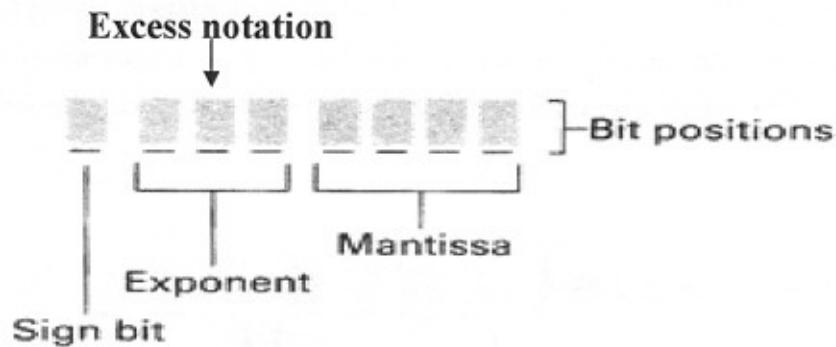 Excess notation
Bit positions
Mantissa
Exponent
Sign bit